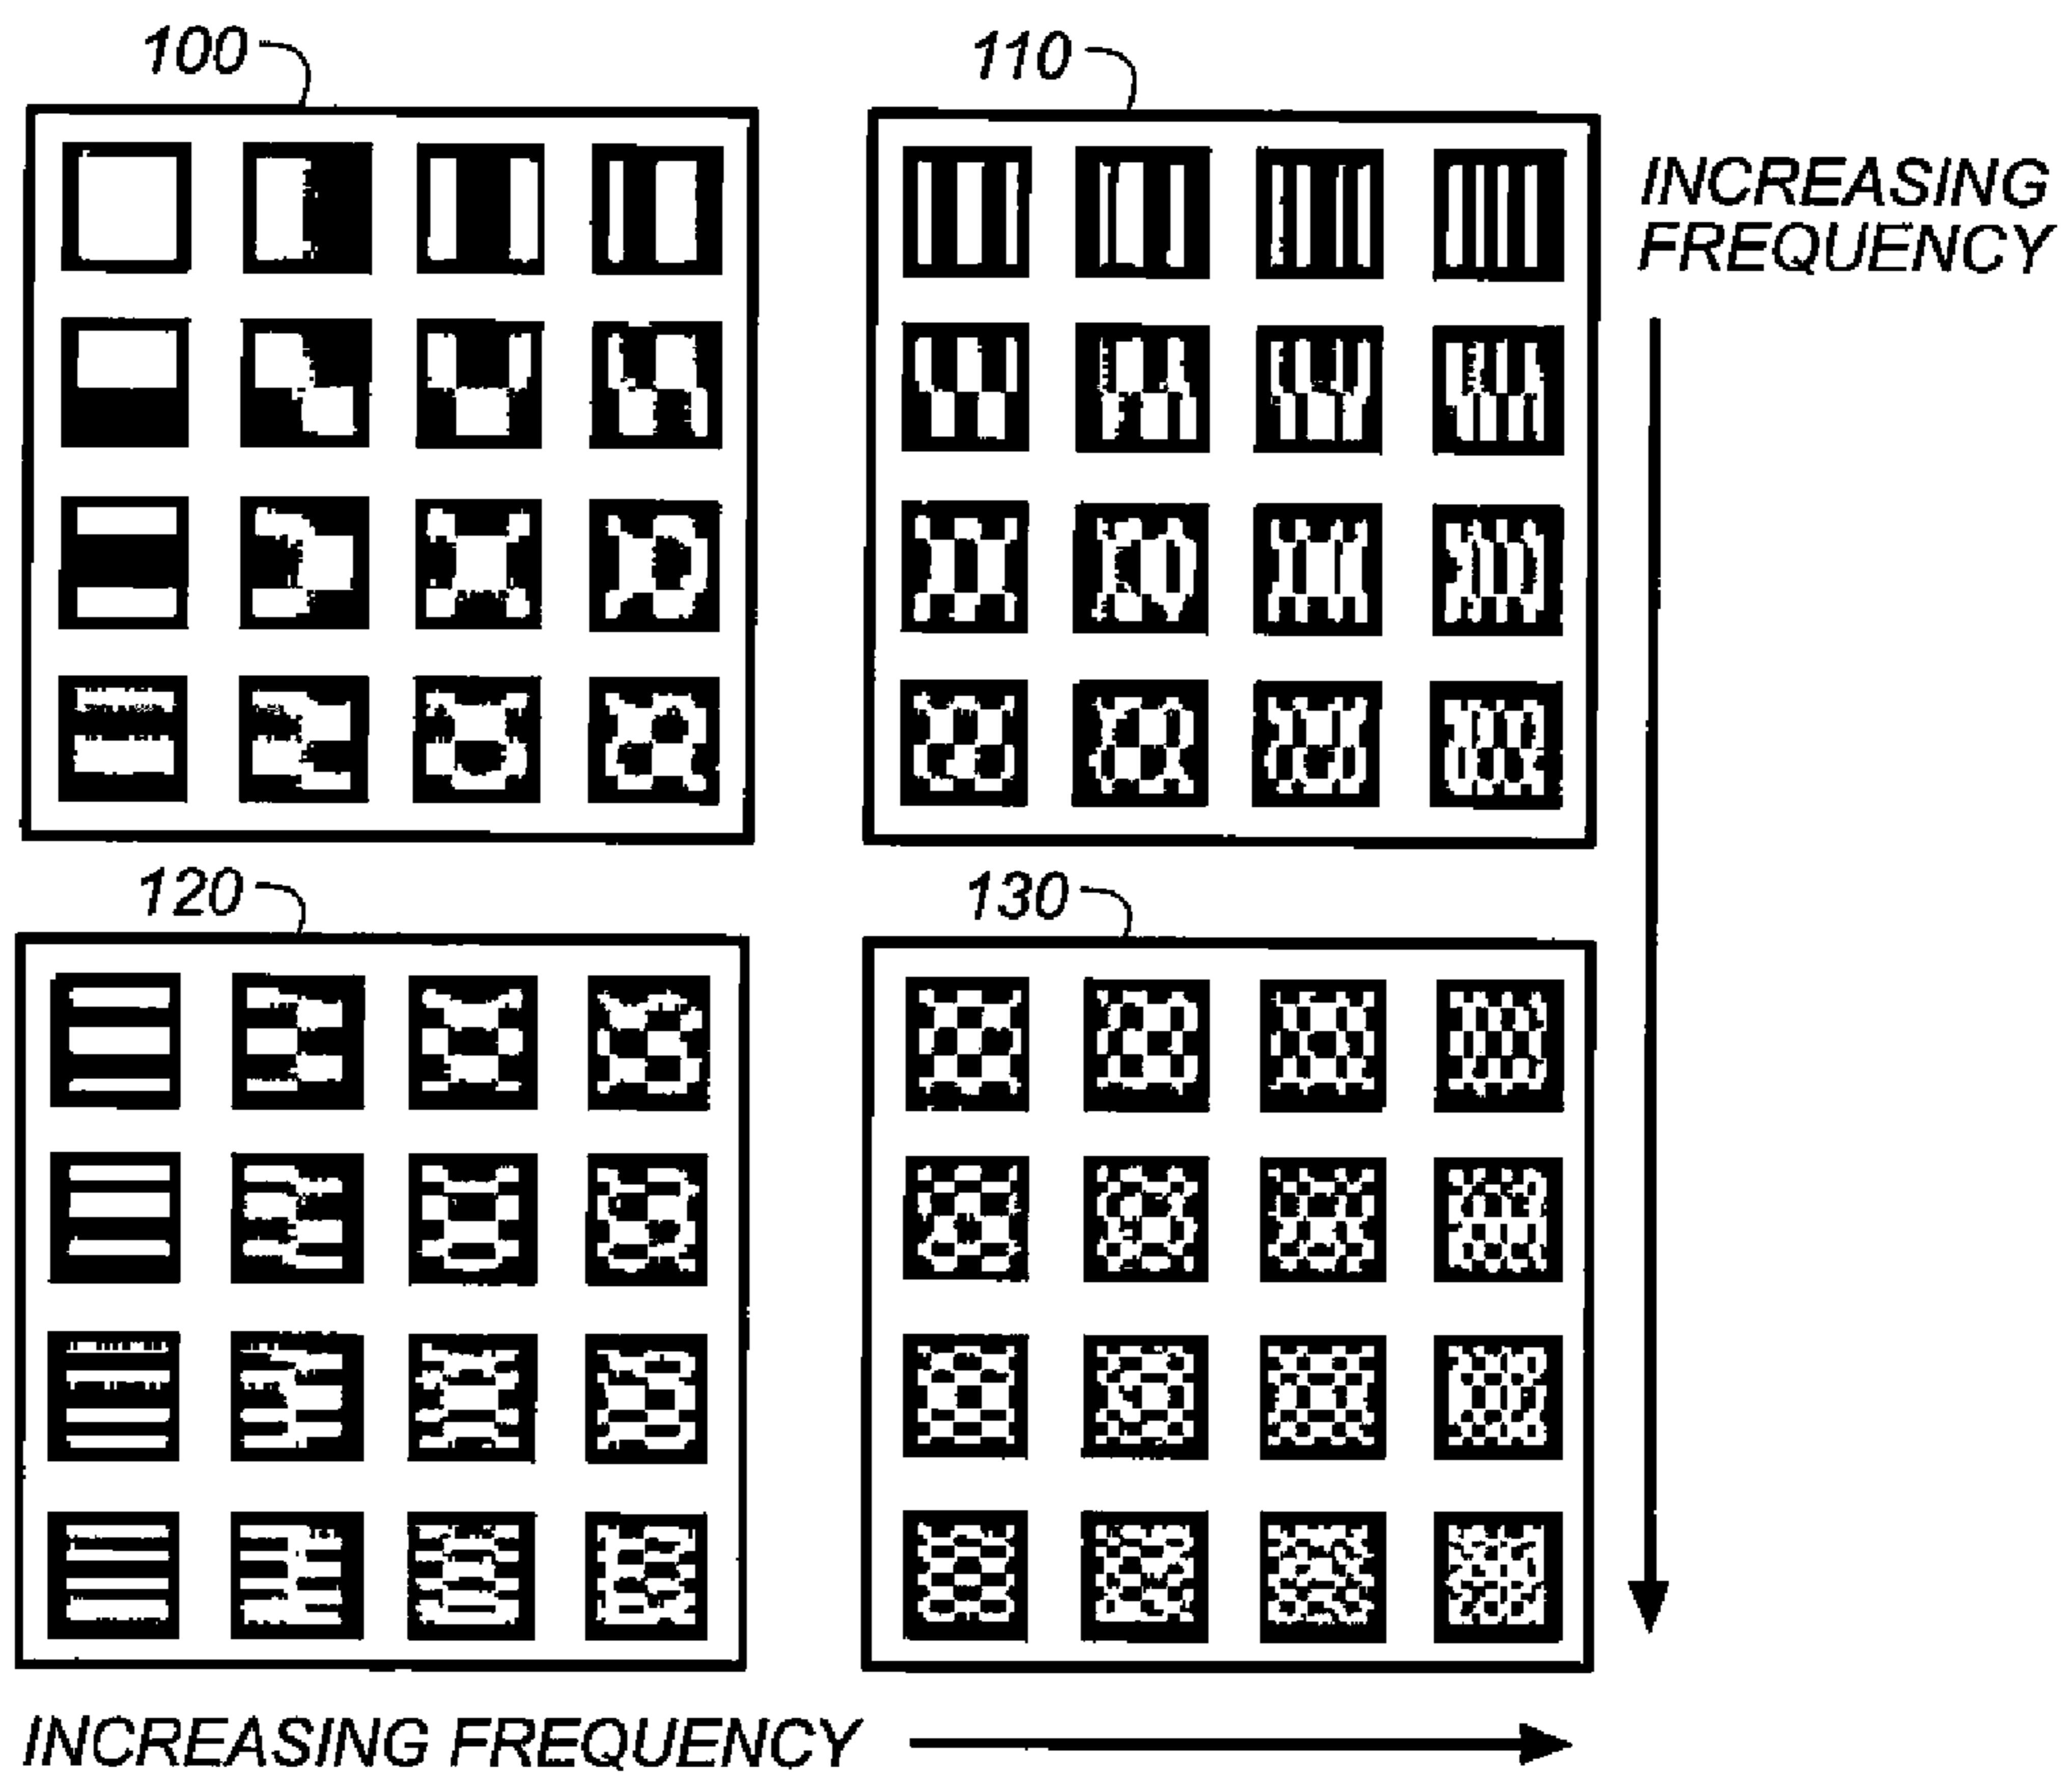 100
110
INCREASING
FREQUENCY
120
130
INCREASING FREQUENCY